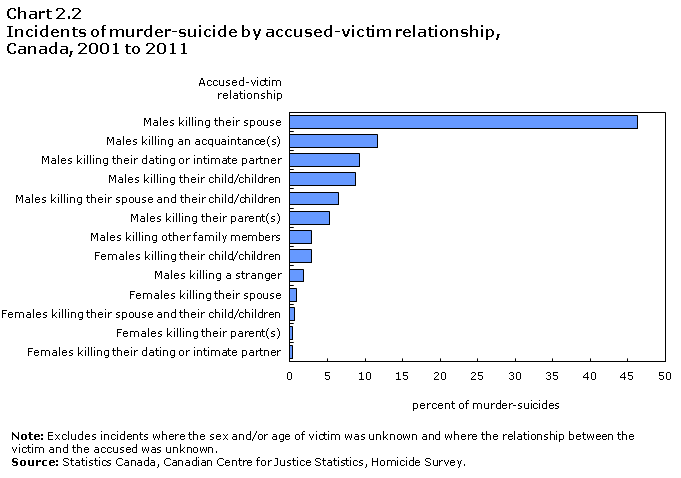 Chart 2.2
Incidents of murder-suicide by accused-victim relationship,
Canada, 2001 to 2011
Accused-victim
relationship
Males killing their spouse
Males killing an acquaintance(s)
Males killing their dating or intimate partner
Males killing their child/children
Males killing their spouse and their child/children
Males killing their parent(s)
Males killing other family members
Females killing their child/children
Males killing a stranger
Females killing their spouse
Females killing their spouse and their child/children
Females killing their parent(s)
Females killing their dating or intimate partner
0 5 10 15 20 25 30 35 40 45 50
percent of murder-suicides
Note: Excludes incidents where the sex and/or age of victim was unknown and where the relationship between the
victim and the accused was unknown.
Source: Statistics Canada, Canadian Centre for Justice Statistics, Homicide Survey.